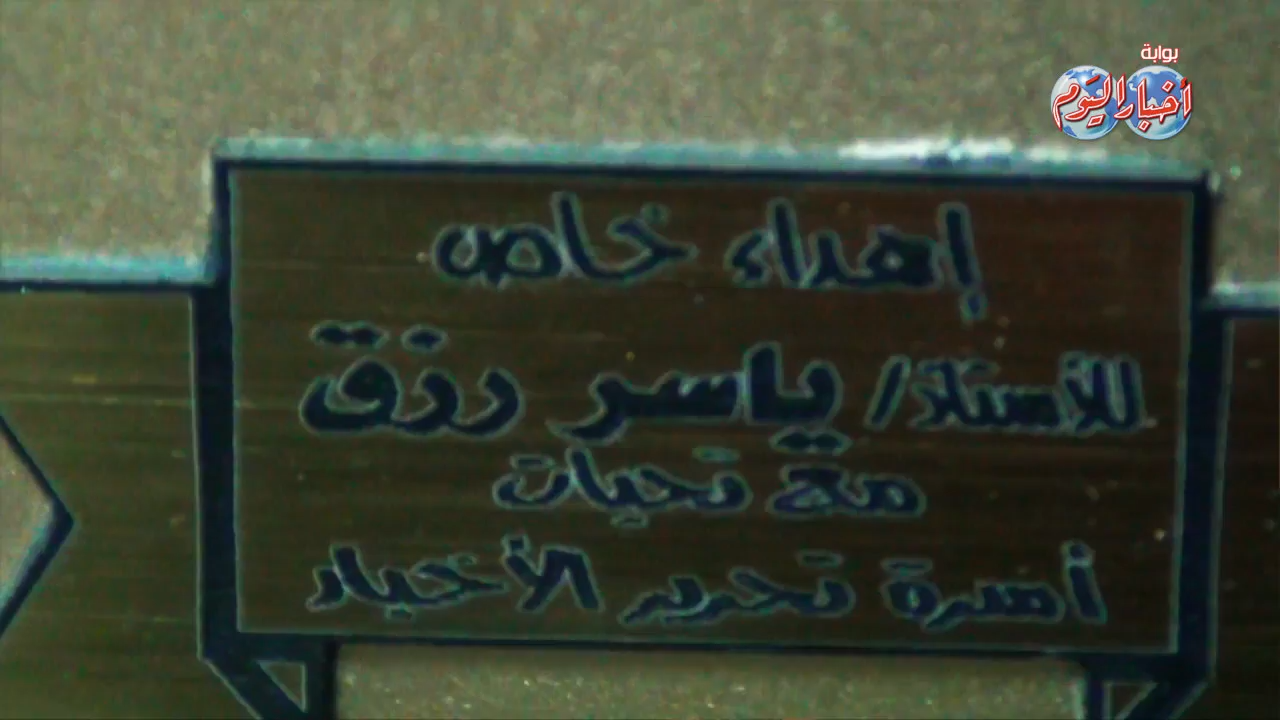 بوابة
أخبار اليوم
إهداء خاص
للأستاذ/ ياسر رزق
مع تحيات
أسرة تحرير الأخبار